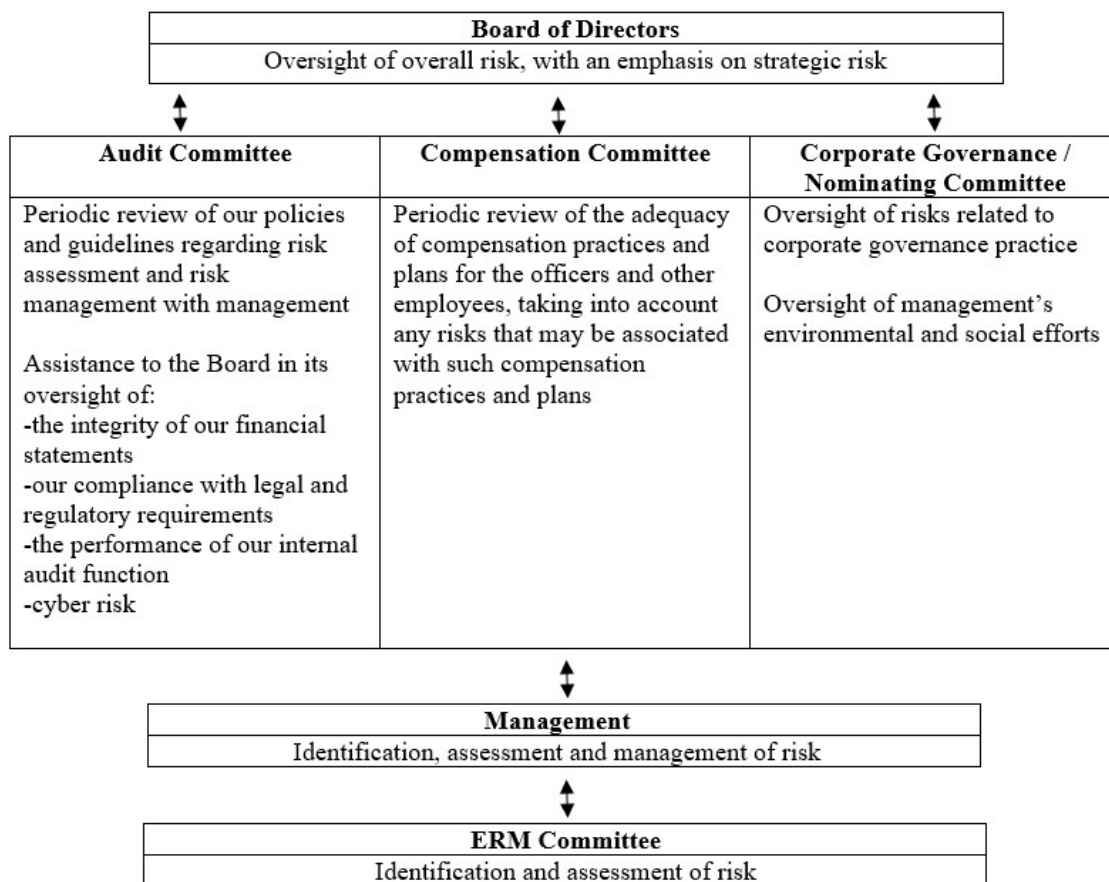 Board of Directors
Oversight of overall risk, with an emphasis on strategic risk
Audit Committee
Periodic review of our policies
and guidelines regarding risk
assessment and risk
management with management
Assistance to the Board in its
oversight of:
-the integrity of our financial
statements
-our compliance with legal and
regulatory requirements
-the performance of our internal
audit function
-cyber risk
Compensation Committee
Periodic review of the adequacy
of compensation practices and
plans for the officers and other
employees, taking into account
any risks that may be associated
with such compensation
practices and plans
Corporate Governance /
Nominating Committee
Oversight of risks related to
corporate governance practice
Oversight of management’s
environmental and social efforts
Management
Identification, assessment and management of risk
ERM Committee
Identification and assessment of risk